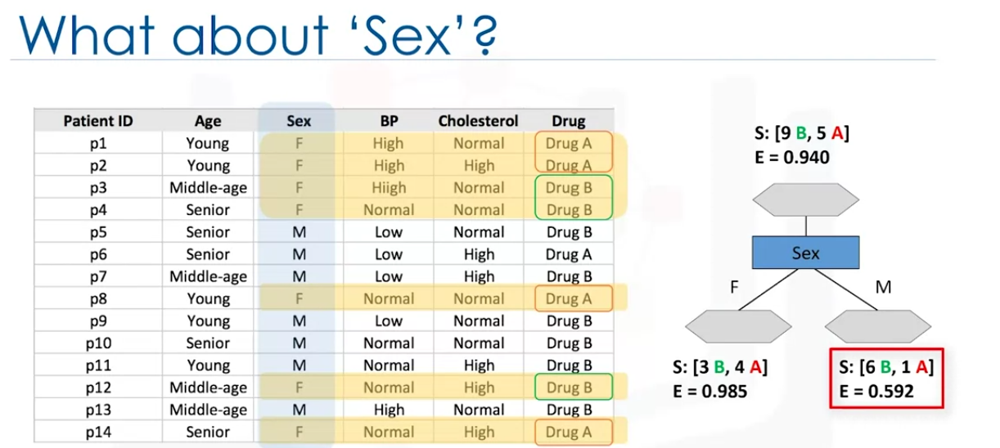 What about ‘Sex’?
Patient ID Age Sex BP Cholesterol Drug
p1 Young F High Normal Drug A
p2 Young F High High Drug A
p3 Middle-age F Hiigh Normal Drug B
p4 Senior F Normal Normal Drug B
p5 Senior M Low Normal Drug B
p6 Senior M Low High Drug A
p7 Middle-age M Low High Drug B
p8 Young F Normal Normal Drug A
p9 Young M Low Normal Drug B
p10 Senior M Normal Normal Drug B
p11 Young M Normal High Drug B
p12 Middle-age F Normal High Drug B
p13 Middle-age M High Normal Drug B
p14 Senior F Normal High Drug A
S: [9 B, 5 A]
E = 0.940
Sex
F M
S: [3 B, 4 A]
E = 0.985
S: [6 B, 1 A]
E = 0.592